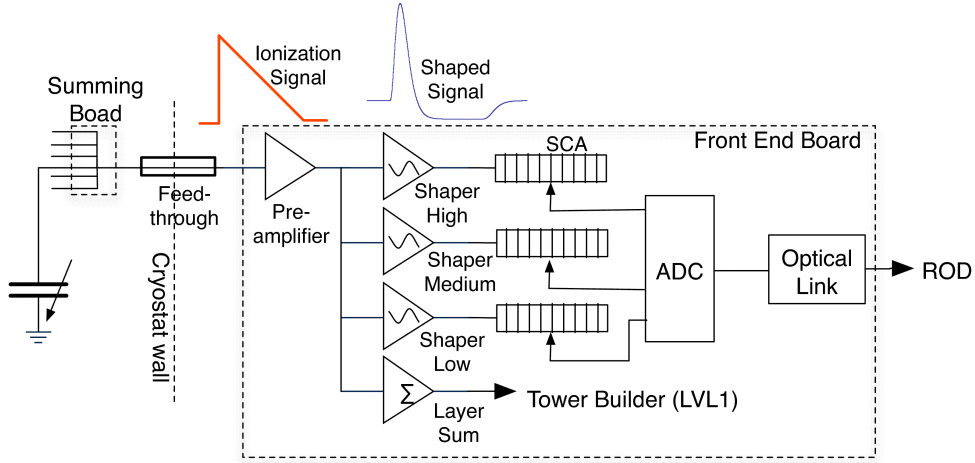 Ionization
Signal
Shaped
Signal
Summing
Boad
Front End Board
SCA
Feed-
through
Pre-
amplifier
Shaper
High
Shaper
Medium
Shaper
Low
Σ
Layer
Sum
Cryostat wall
ADC
Optical
Link
ROD
Tower Builder (LVL1)